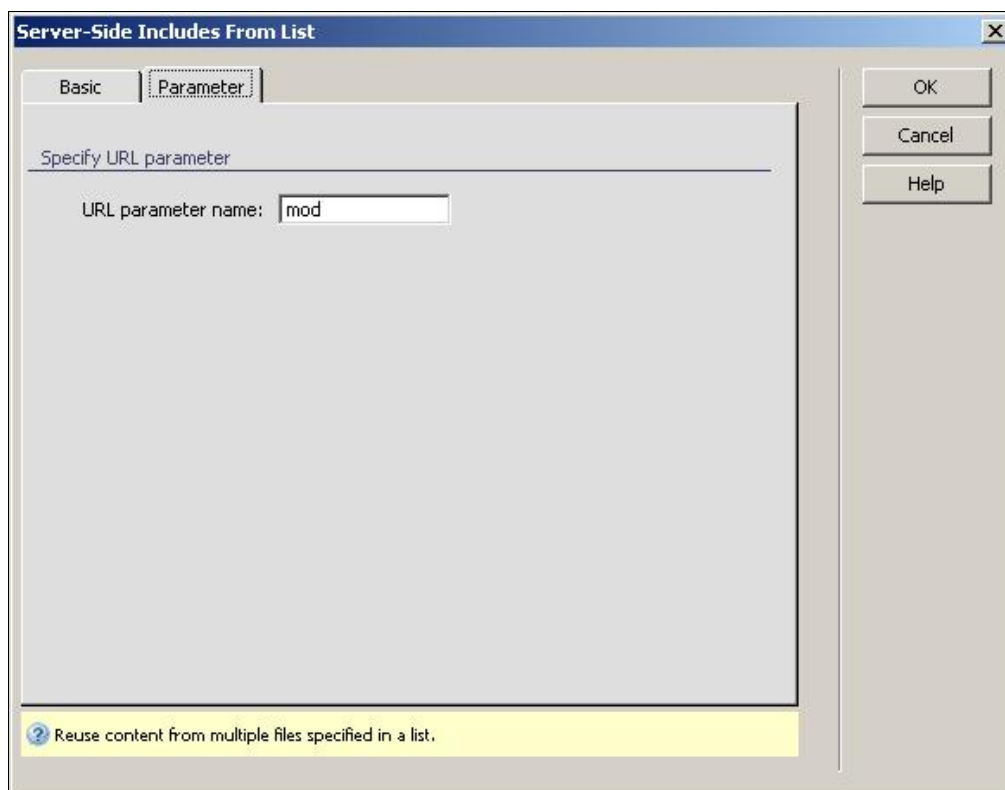 Server-Side Includes From List
Basic
Parameter
OK
Cancel
Help
Specify URL parameter
URL parameter name: mod
Reuse content from multiple files specified in a list.